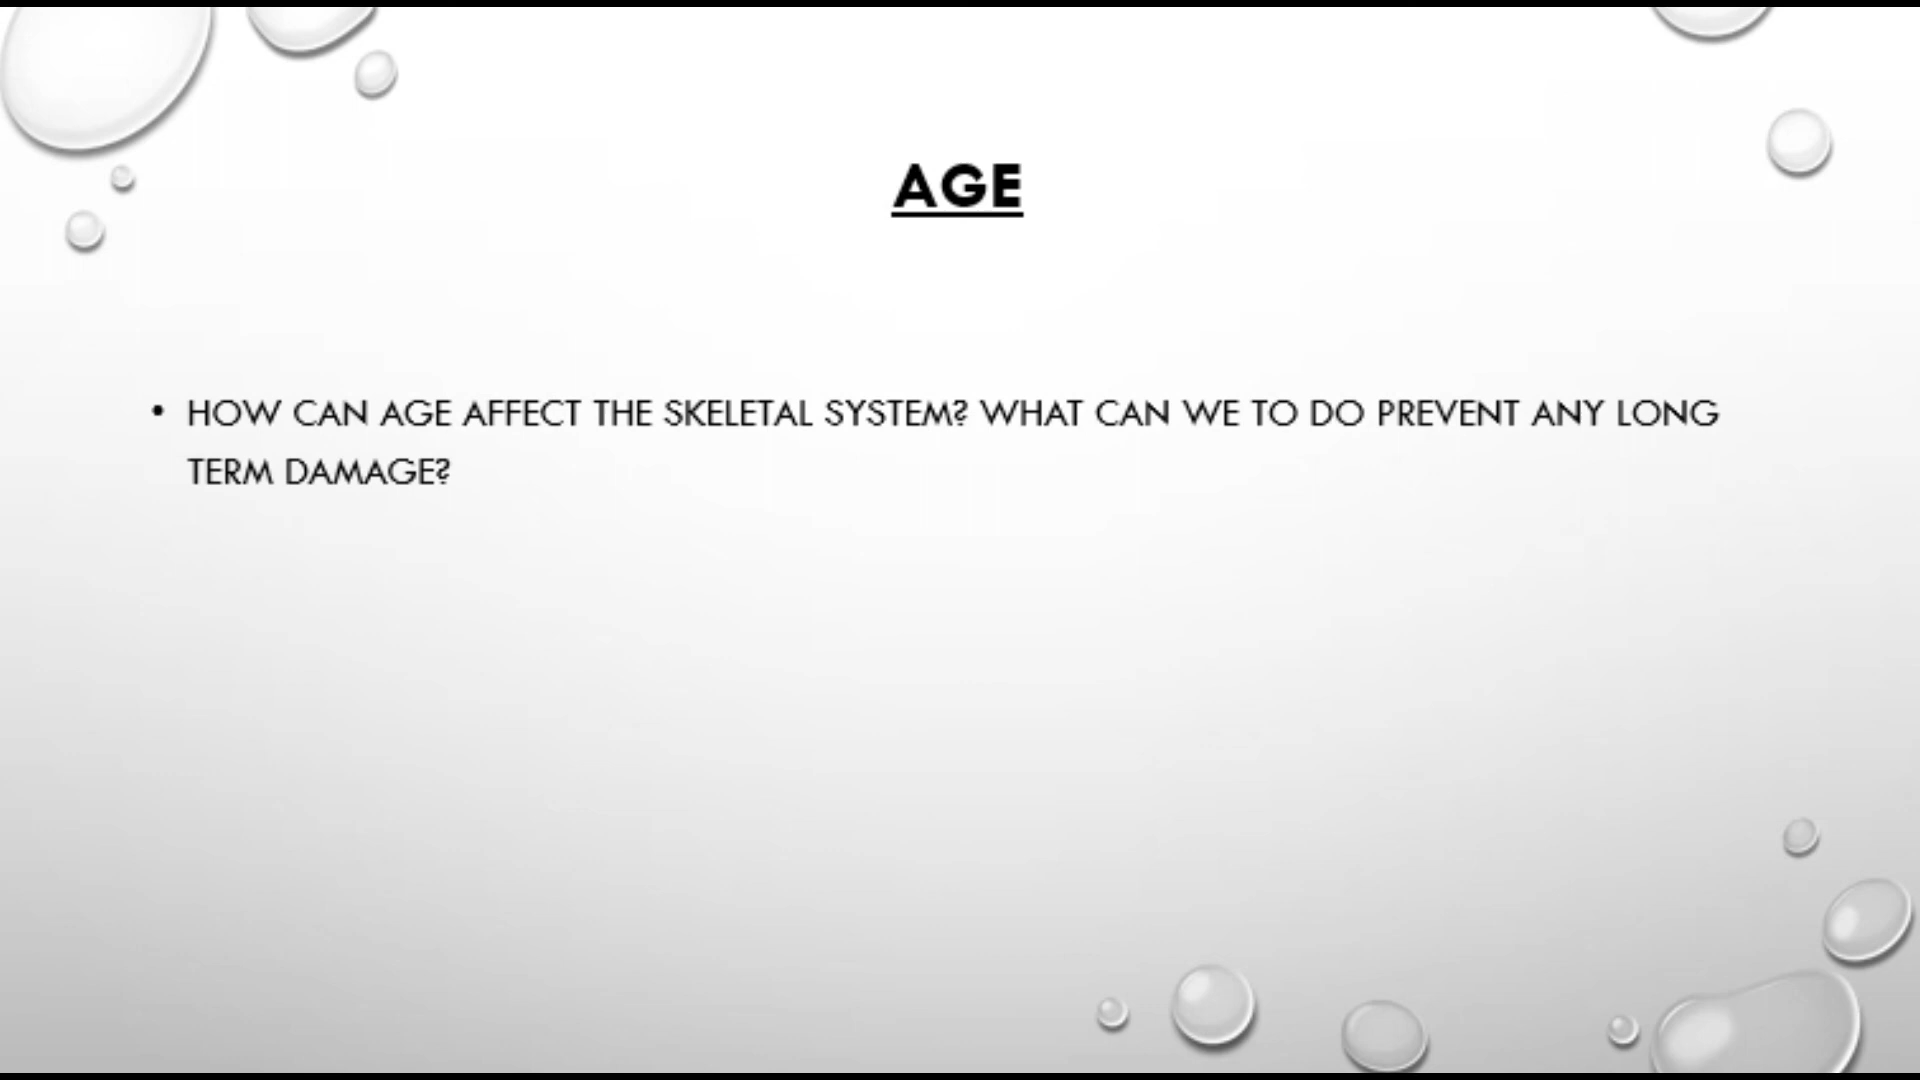 AGE
• HOW CAN AGE AFFECT THE SKELETAL SYSTEM? WHAT CAN WE TO DO PREVENT ANY LONG
TERM DAMAGE?